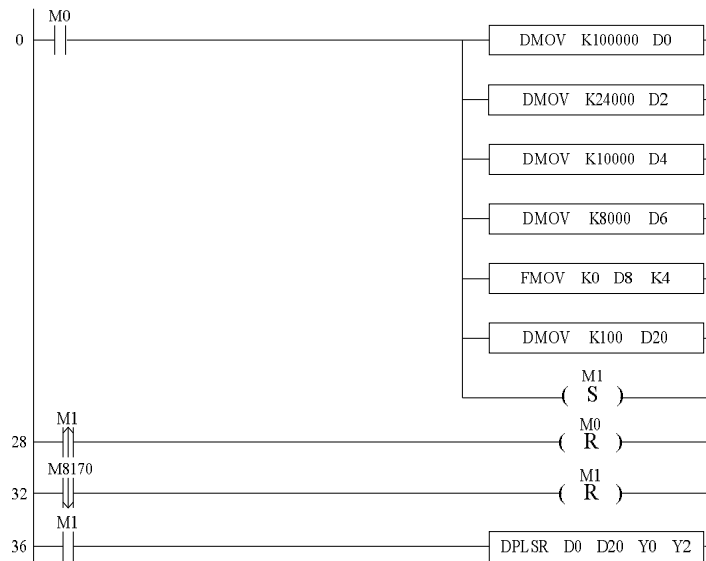 M0
0
DMOV K100000 D0
DMOV K24000 D2
DMOV K10000 D4
DMOV K8000 D6
FMOV K0 D8 K4
DMOV K100 D20
M1
( S )
M1
M0
28
( R )
M8170
M1
32
( R )
M1
36
DPLSR D0 D20 Y0 Y2